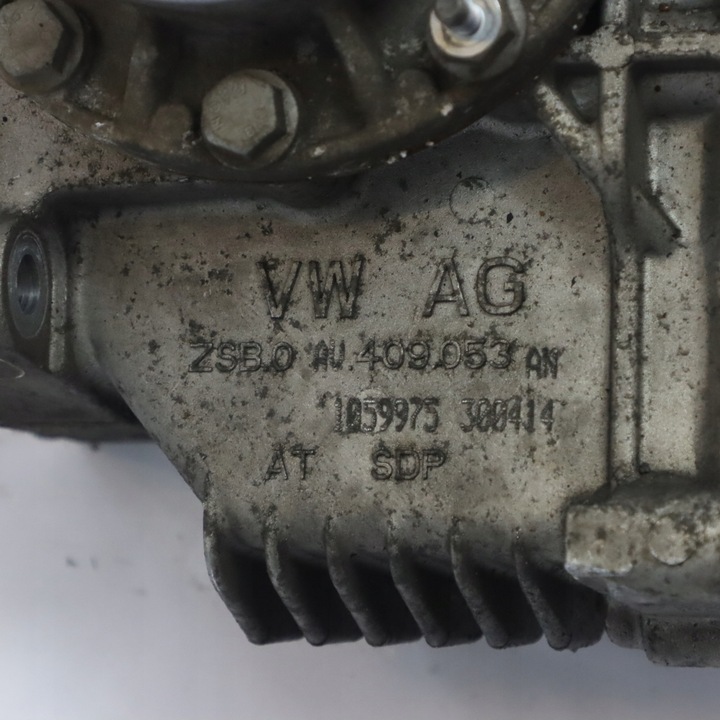 VW AG
ZSB.0 AV.409.053 AN
1059975 300414
AT SDP